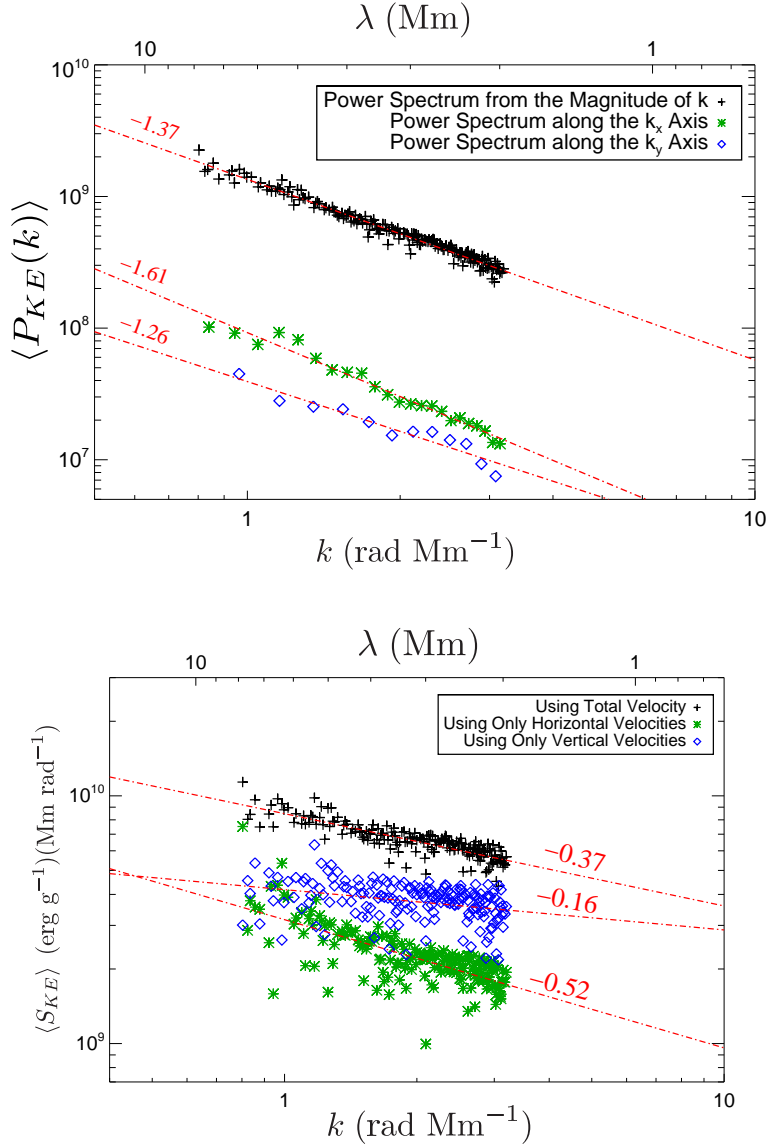 λ (Mm)
10 1
10^10
Power Spectrum from the Magnitude of k
Power Spectrum along the k_x Axis
Power Spectrum along the k_y Axis
−1.37
10^9
⟨P_KE(k)⟩
−1.61
10^8
−1.26
10^7
1 10
k (rad Mm^−1)
λ (Mm)
10 1
Using Total Velocity
Using Only Horizontal Velocities
Using Only Vertical Velocities
10^10
⟨S_KE⟩ (erg g^−1)(Mm rad^−1)
−0.37
−0.16
−0.52
10^9
1 10
k (rad Mm^−1)